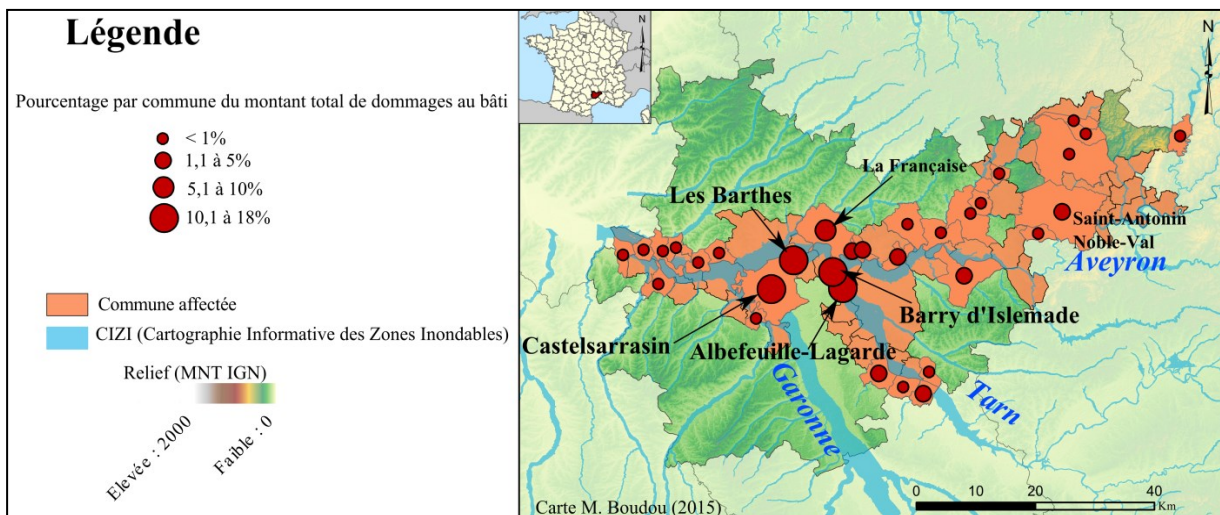 Légende
Pourcentage par commune du montant total de dommages au bâti
< 1%
1,1 à 5%
5,1 à 10%
10,1 à 18%
Commune affectée
CIZI (Cartographie Informative des Zones Inondables)
Relief (MNT IGN)
Elevée : 2000
Faible : 0
N
N
La Française
Les Barthes
Saint-Antonin
Noble-Val
Aveyron
Barry d'Islemade
Castelsarrasin
Albefeuille-Lagarde
Garonne
Tarn
Carte M. Boudou (2015)
0 10 20 40
Km